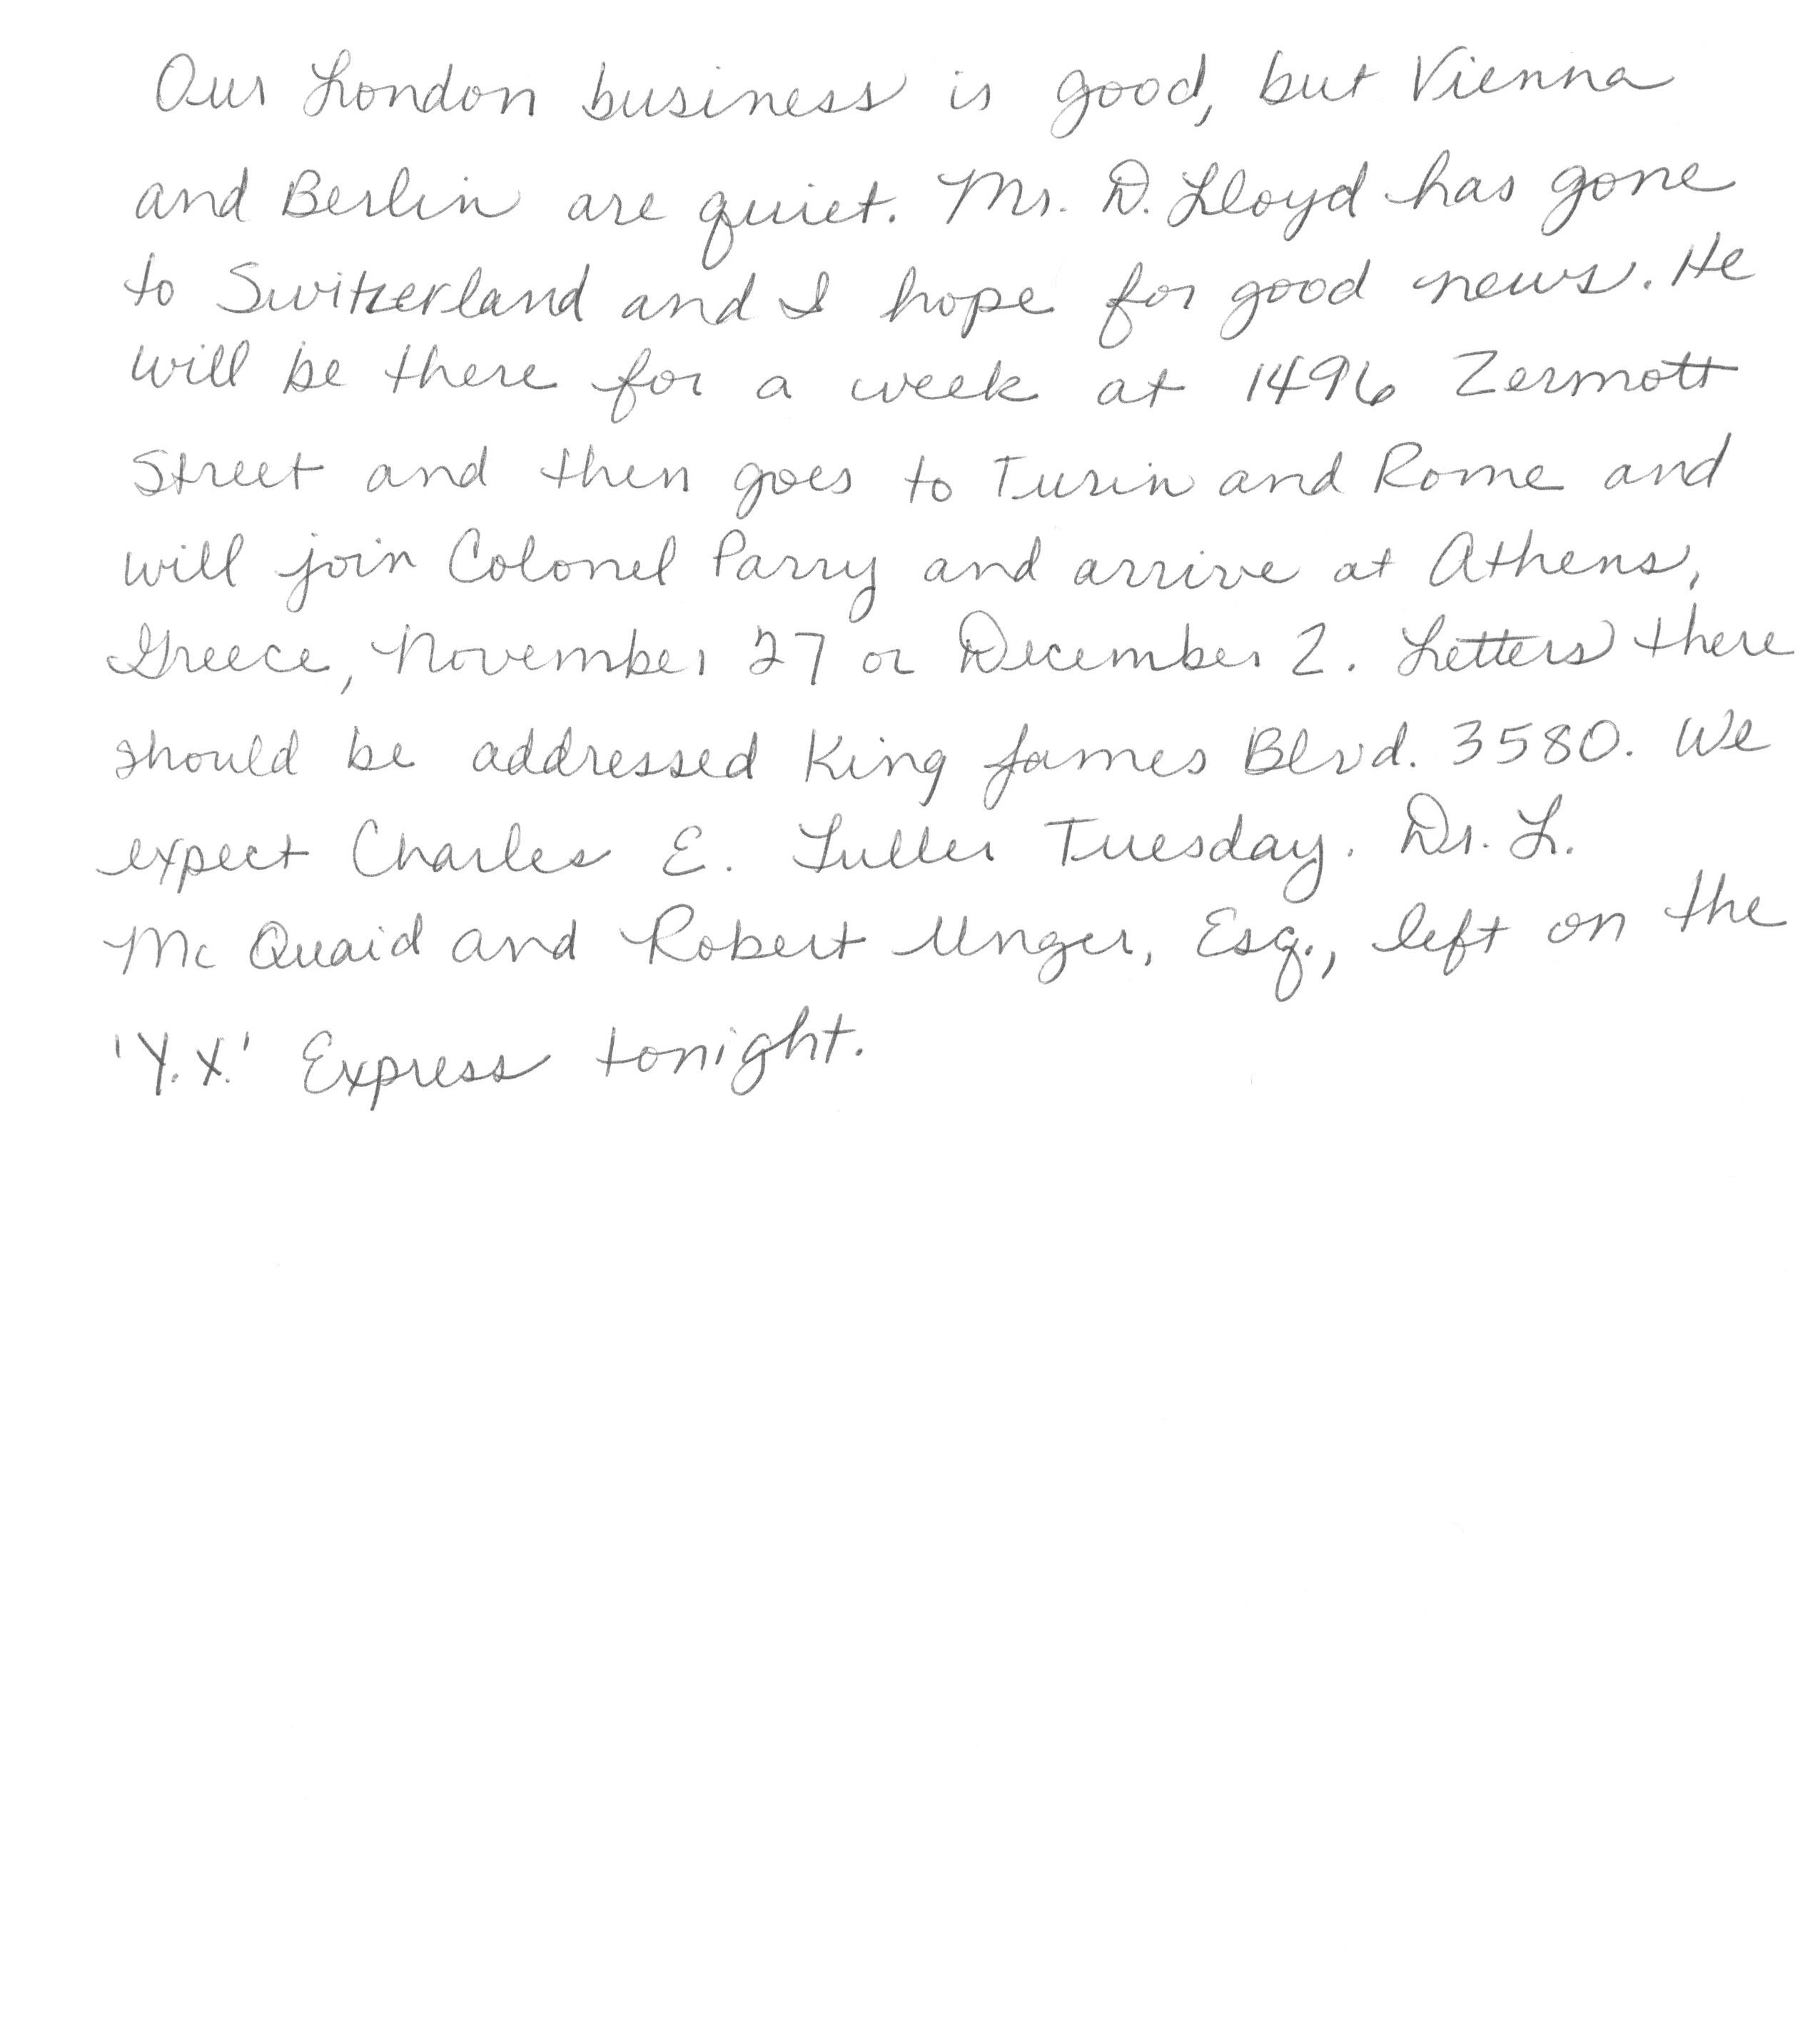 Our London business is good, but Vienna
and Berlin are quiet. Mr. D. Lloyd has gone
to Switzerland and I hope for good news. He
will be there for a week at 1496 Zermott
Street and then goes to Turin and Rome and
will join Colonel Parry and arrive at Athens,
Greece, November 27 or December 2. Letters there
should be addressed King James Blvd. 3580. We
expect Charles E. Fuller Tuesday. Dr. L.
Mc Quaid and Robert Unger, Esq., left on the
'Y.X.' Express tonight.